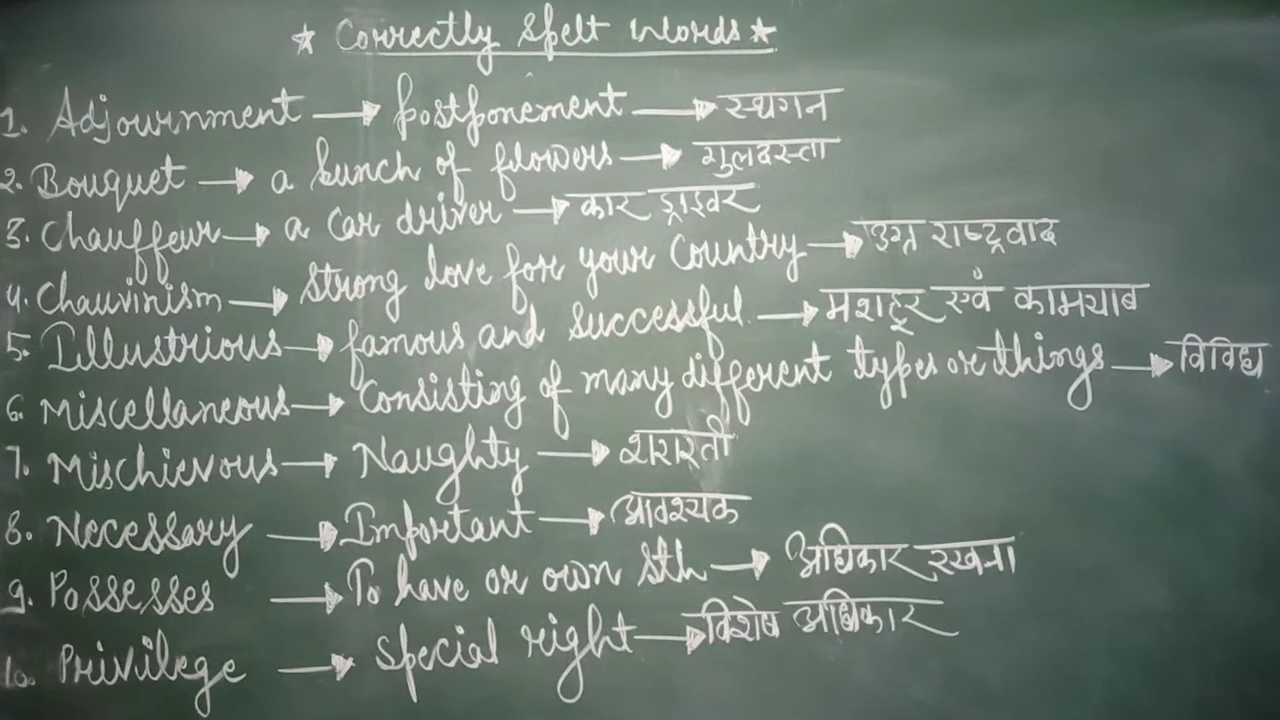 ★ Correctly Spelt Words ★
1. Adjournment → Postponement → स्थगन
2. Bouquet → a bunch of flowers → गुलदस्ता
3. Chauffeur → a Car driver → कार ड्राइवर
4. Chauvinism → Strong love for your Country → उग्र राष्ट्रवाद
5. Illustrious → famous and Successful → मशहूर एवं कामयाब
6. Miscellaneous → Consisting of many different types or things → विविध
7. Mischievous → Naughty → शरारती
8. Necessary → Important → आवश्यक
9. Possesses → To have or own Sth → अधिकार रखना
10. Privilege → Special right → विशेष अधिकार